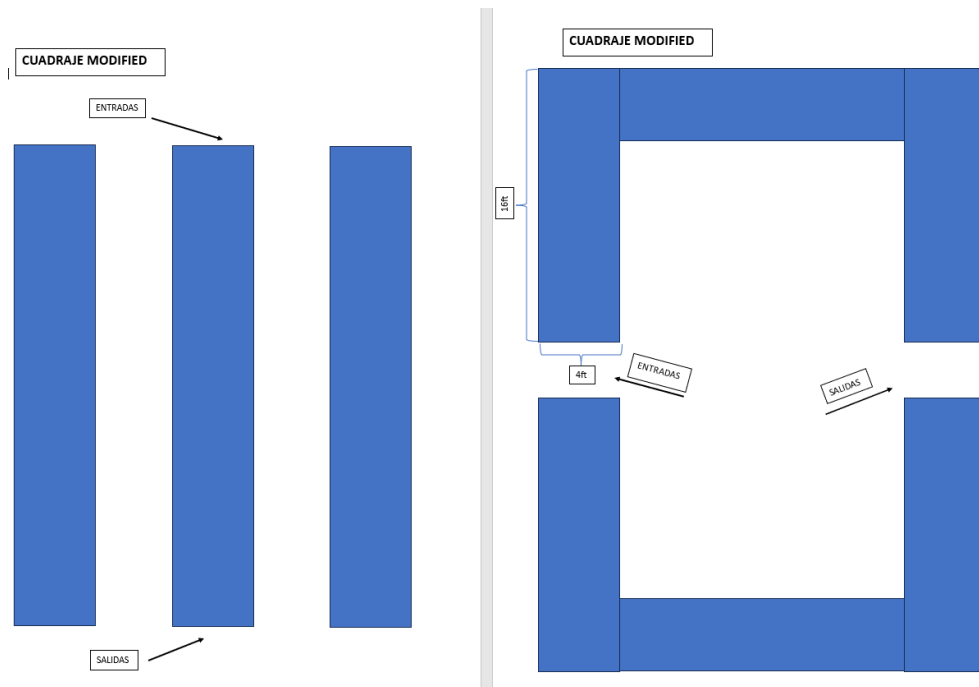 CUADRAJE MODIFIED
ENTRADAS
SALIDAS
CUADRAJE MODIFIED
16ft
4ft
ENTRADAS
SALIDAS